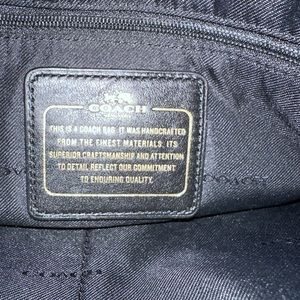 COACH
THIS IS A COACH BAG. IT WAS HANDCRAFTED
FROM THE FINEST MATERIALS. ITS
SUPERIOR CRAFTSMANSHIP AND ATTENTION
TO DETAIL REFLECT OUR COMMITMENT
TO ENDURING QUALITY.